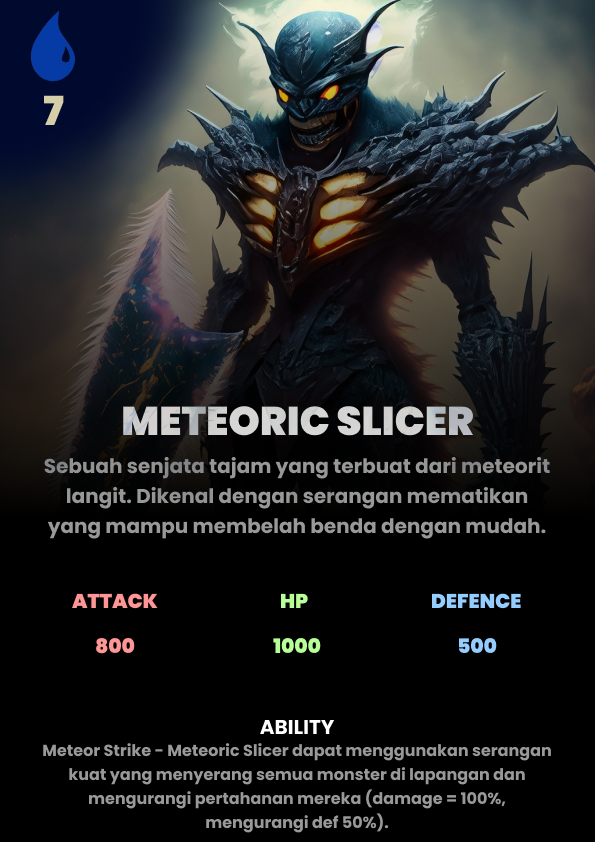 7
METEORIC SLICER
Sebuah senjata tajam yang terbuat dari meteorit
langit. Dikenal dengan serangan mematikan
yang mampu membelah benda dengan mudah.
ATTACK HP DEFENCE
800 1000 500
ABILITY
Meteor Strike - Meteoric Slicer dapat menggunakan serangan
kuat yang menyerang semua monster di lapangan dan
mengurangi pertahanan mereka (damage = 100%,
mengurangi def 50%).